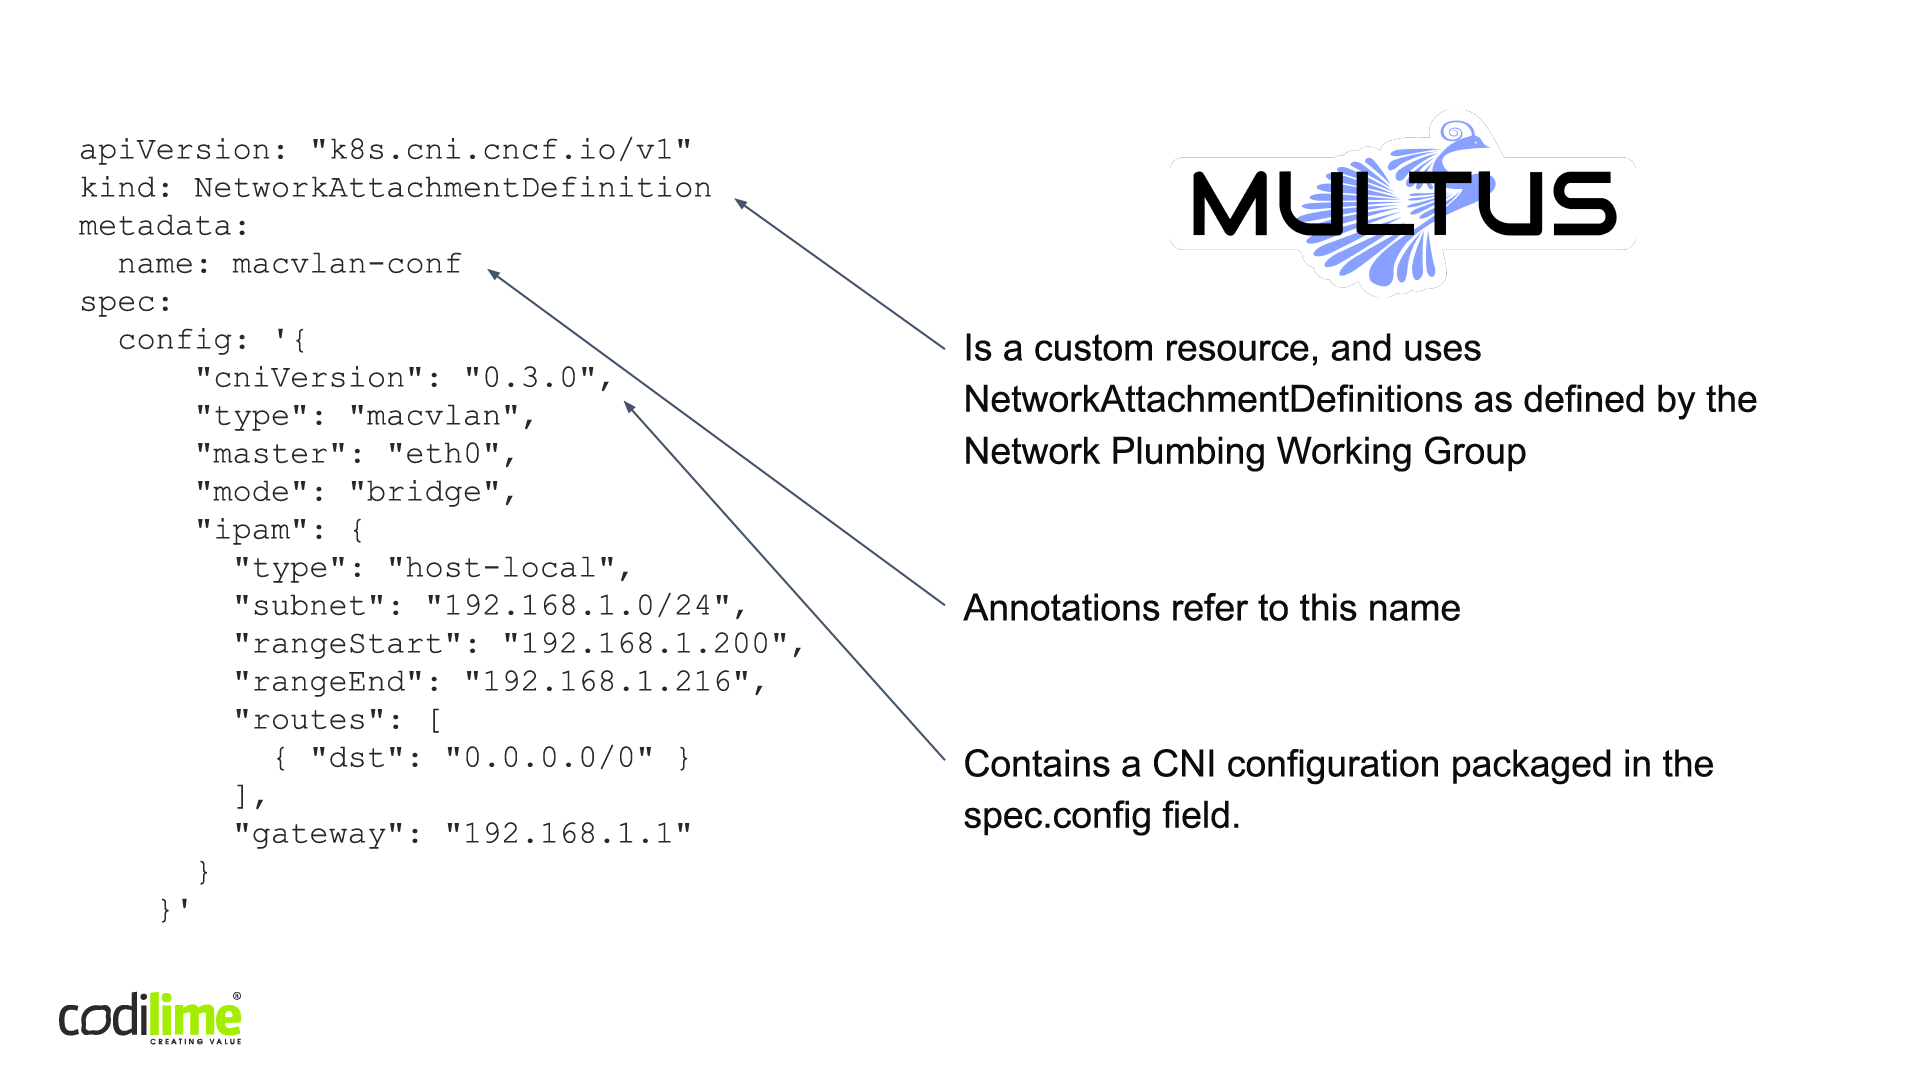 apiVersion: "k8s.cni.cncf.io/v1"
kind: NetworkAttachmentDefinition
metadata:
  name: macvlan-conf
spec:
  config: '{
      "cniVersion": "0.3.0",
      "type": "macvlan",
      "master": "eth0",
      "mode": "bridge",
      "ipam": {
        "type": "host-local",
        "subnet": "192.168.1.0/24",
        "rangeStart": "192.168.1.200",
        "rangeEnd": "192.168.1.216",
        "routes": [
          { "dst": "0.0.0.0/0" }
        ],
        "gateway": "192.168.1.1"
      }
    }'
MULTUS
Is a custom resource, and uses
NetworkAttachmentDefinitions as defined by the
Network Plumbing Working Group
Annotations refer to this name
Contains a CNI configuration packaged in the
spec.config field.
codilime®
CREATING VALUE